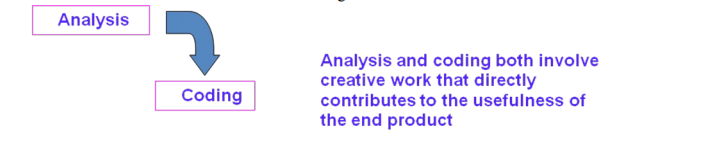 Analysis
Coding
Analysis and coding both involve
creative work that directly
contributes to the usefulness of
the end product